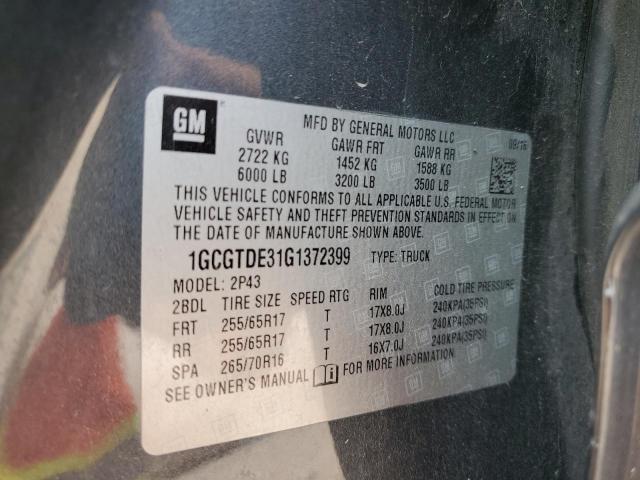 GM
MFD BY GENERAL MOTORS LLC
GVWR GAWR FRT GAWR RR 08/16
2722 KG 1452 KG 1588 KG
6000 LB 3200 LB 3500 LB
THIS VEHICLE CONFORMS TO ALL APPLICABLE U.S. FEDERAL MOTOR
VEHICLE SAFETY AND THEFT PREVENTION STANDARDS IN EFFECT ON
THE DATE OF MANUFACTURE SHOWN ABOVE.
1GCGTDE31G1372399 TYPE: TRUCK
MODEL: 2P43
2BDL TIRE SIZE SPEED RTG RIM COLD TIRE PRESSURE
FRT 255/65R17 T 17X8.0J 240KPA(35PSI)
RR 255/65R17 T 17X8.0J 240KPA(35PSI)
SPA 265/70R16 T 16X7.0J 240KPA(35PSI)
SEE OWNER'S MANUAL i FOR MORE INFORMATION